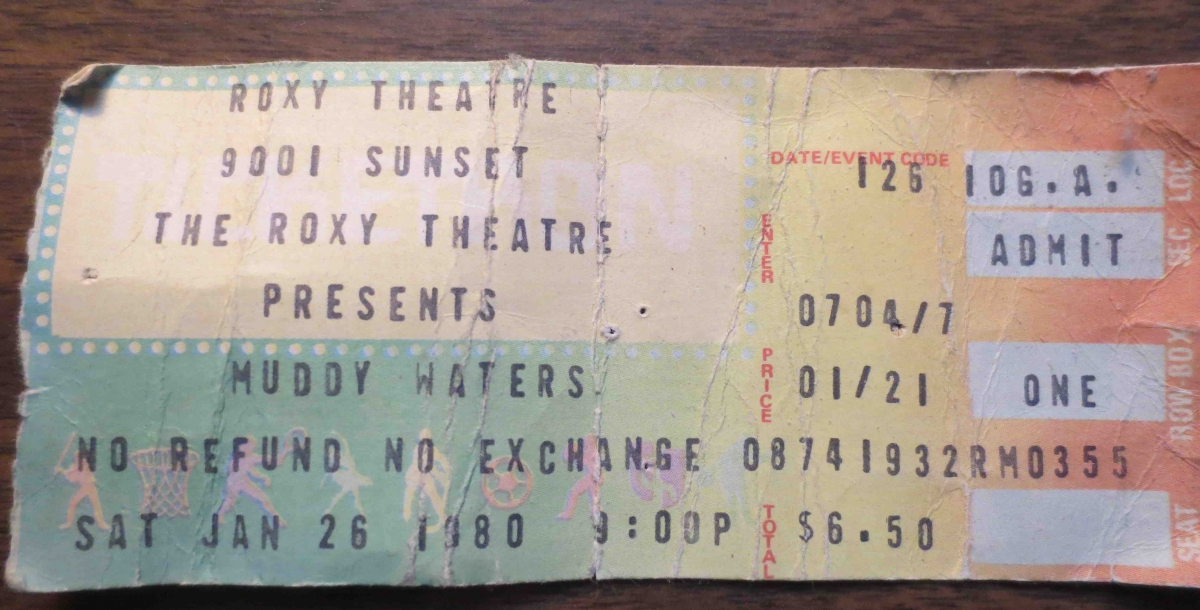 ROXY THEATRE
9001 SUNSET
THE ROXY THEATRE
PRESENTS
MUDDY WATERS
NO REFUND NO EXCHANGE 08741932RM0355
SAT JAN 26 1980 9:00P $6.50
TICKETRON
DATE/EVENT CODE
126
ENTER
0704/7
PRICE
01/21
TOTAL
10G.A.
ADMIT
ONE
SEC LOC
ROW-BOX
SEAT